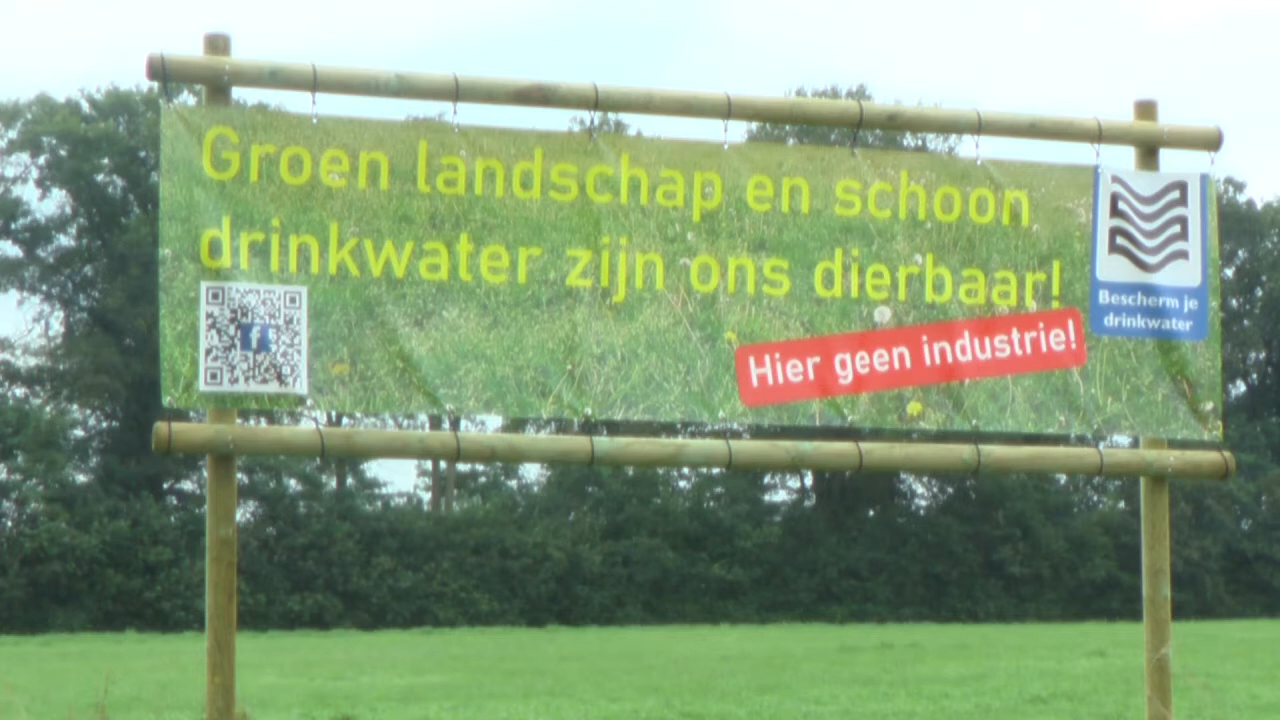 Groen landschap en schoon
drinkwater zijn ons dierbaar!
Hier geen industrie!
Bescherm je
drinkwater
f